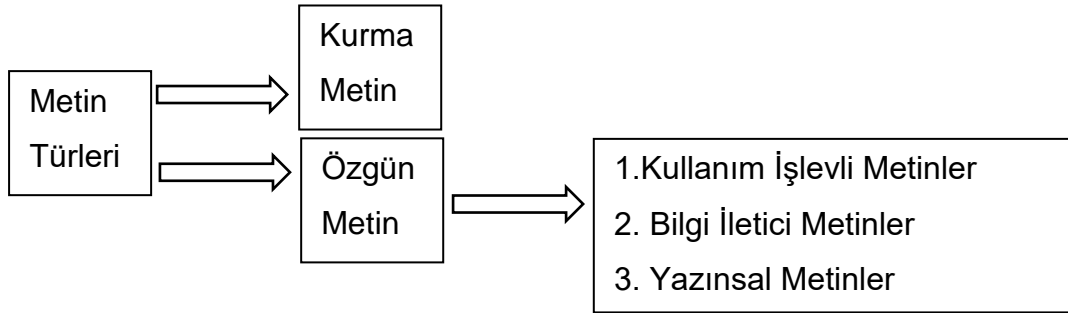 Metin
Türleri
Kurma
Metin
Özgün
Metin
1.Kullanım İşlevli Metinler
2. Bilgi İletici Metinler
3. Yazınsal Metinler